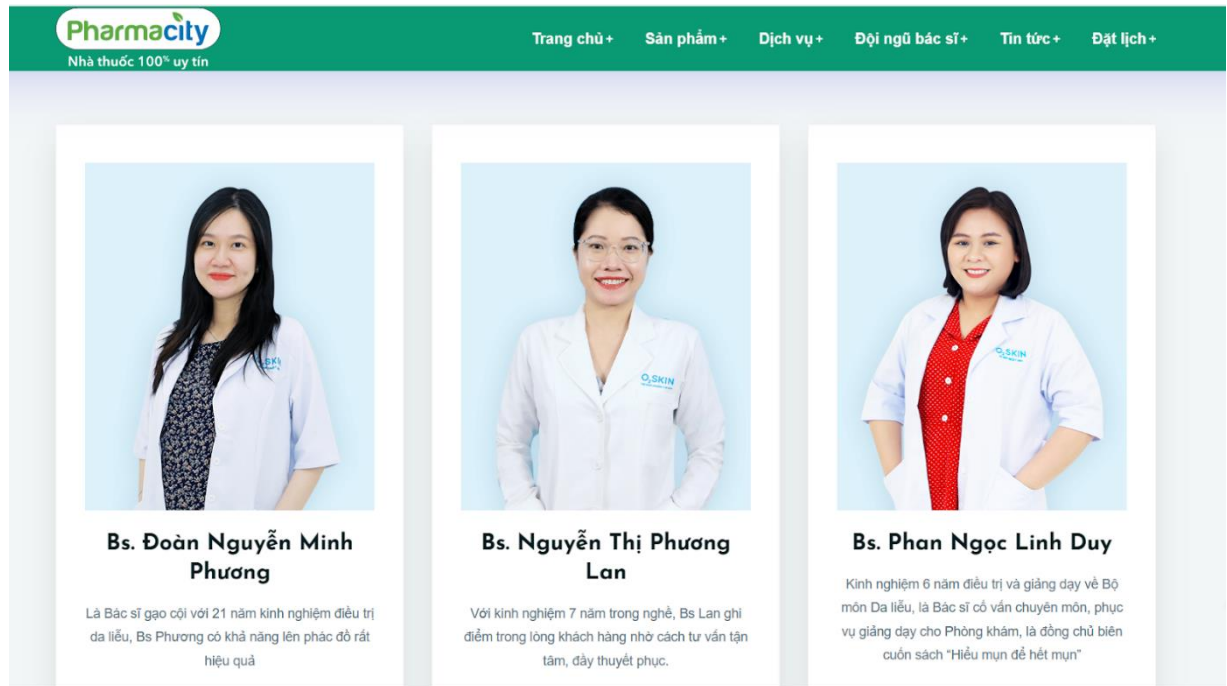 Pharmacity
Nhà thuốc 100% uy tín
Trang chủ+ Sản phẩm+ Dịch vụ+ Đội ngũ bác sĩ+ Tin tức+ Đặt lịch+
O₂SKIN
O₂SKIN
Bs. Đoàn Nguyễn Minh
Phương
Là Bác sĩ gạo cội với 21 năm kinh nghiệm điều trị
da liễu, Bs Phương có khả năng lên phác đồ rất
hiệu quả
Bs. Nguyễn Thị Phương
Lan
Với kinh nghiệm 7 năm trong nghề, Bs Lan ghi
điểm trong lòng khách hàng nhờ cách tư vấn tận
tâm, đầy thuyết phục.
Bs. Phan Ngọc Linh Duy
Kinh nghiệm 6 năm điều trị và giảng dạy về Bộ
môn Da liễu, là Bác sĩ cố vấn chuyên môn, phục
vụ giảng dạy cho Phòng khám, là đồng chủ biên
cuốn sách “Hiểu mụn để hết mụn”